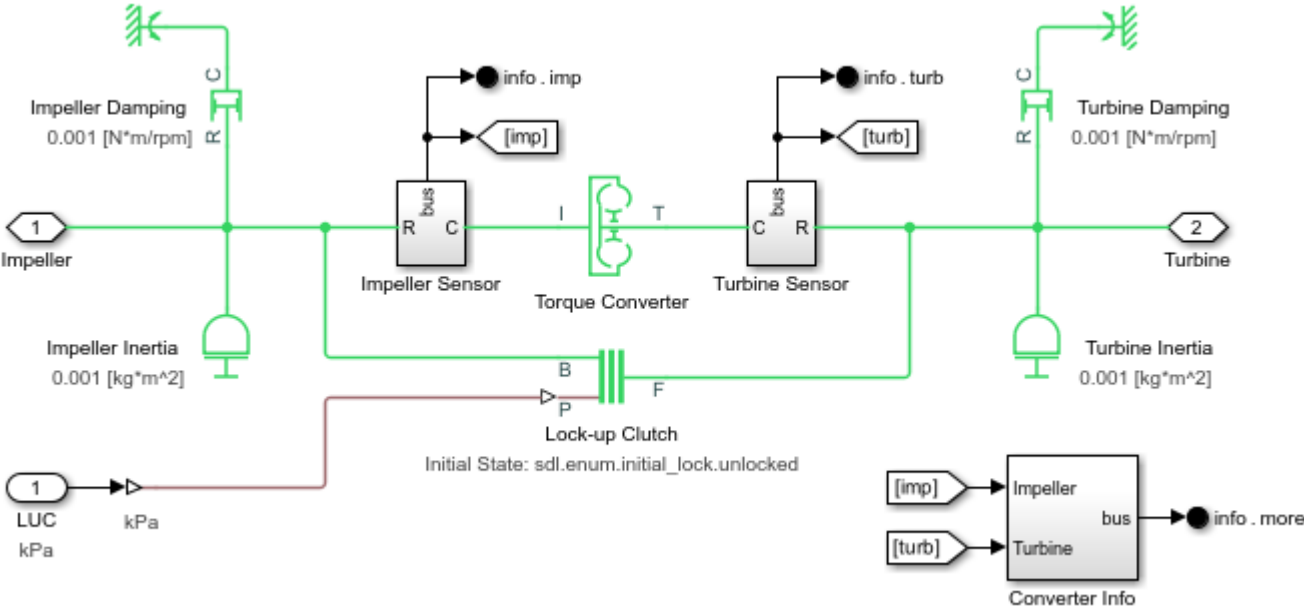 C
C
info . imp
info . turb
Impeller Damping
0.001 [N*m/rpm]
R
[imp]
[turb]
R
Turbine Damping
0.001 [N*m/rpm]
bus
bus
1
Impeller
R
C
I
T
C
R
2
Turbine
Impeller Sensor
Torque Converter
Turbine Sensor
Impeller Inertia
0.001 [kg*m^2]
Turbine Inertia
0.001 [kg*m^2]
B
F
P
Lock-up Clutch
Initial State: sdl.enum.initial_lock.unlocked
1
LUC
kPa
kPa
[imp]
Impeller
bus
info . more
[turb]
Turbine
Converter Info